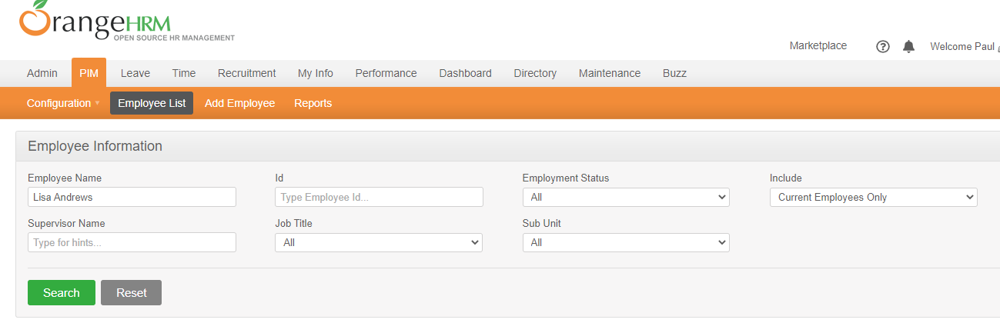 OrangeHRM
OPEN SOURCE HR MANAGEMENT
Marketplace ? Welcome Paul
Admin PIM Leave Time Recruitment My Info Performance Dashboard Directory Maintenance Buzz
Configuration Employee List Add Employee Reports
Employee Information
Employee Name Id Employment Status Include
Lisa Andrews Type Employee Id... All Current Employees Only
Supervisor Name Job Title Sub Unit
Type for hints... All All
Search Reset